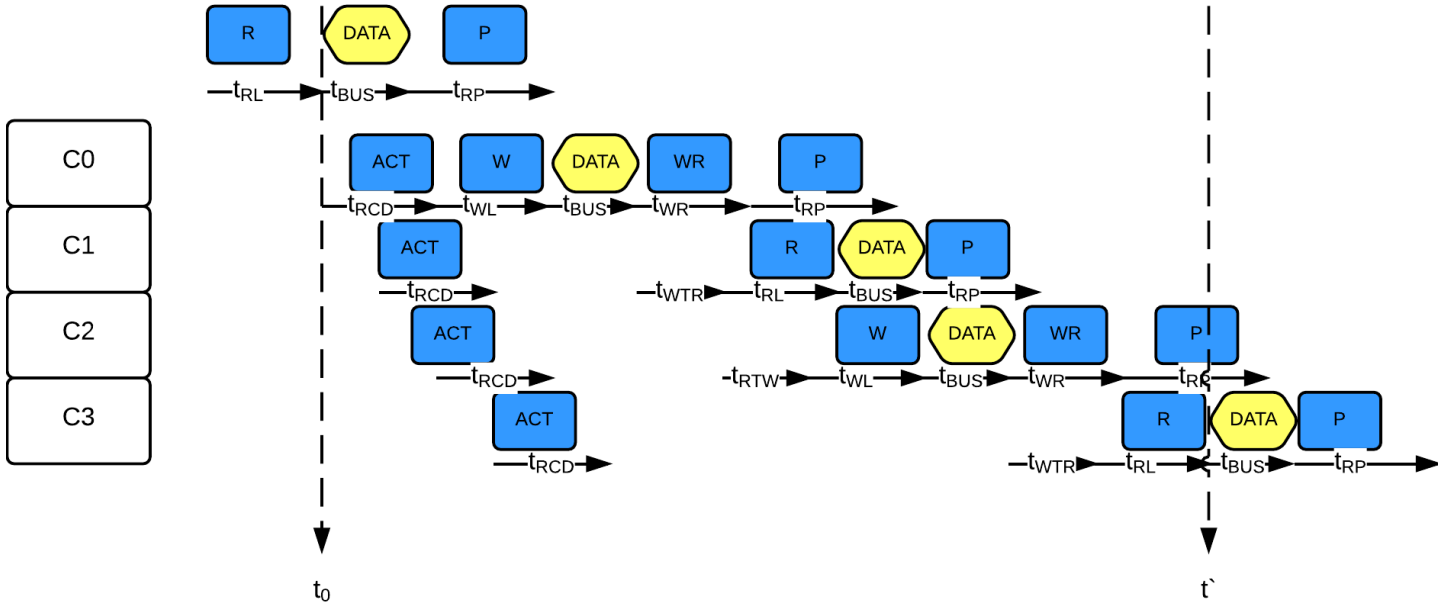 R DATA P
tRL tBUS tRP
C0 ACT W DATA WR P
tRCD tWL tBUS tWR tRP
C1 ACT R DATA P
tRCD tWTR tRL tBUS tRP
C2 ACT W DATA WR P
tRCD tRTW tWL tBUS tWR tRP
C3 ACT R DATA P
tRCD tWTR tRL tBUS tRP
t0 t`